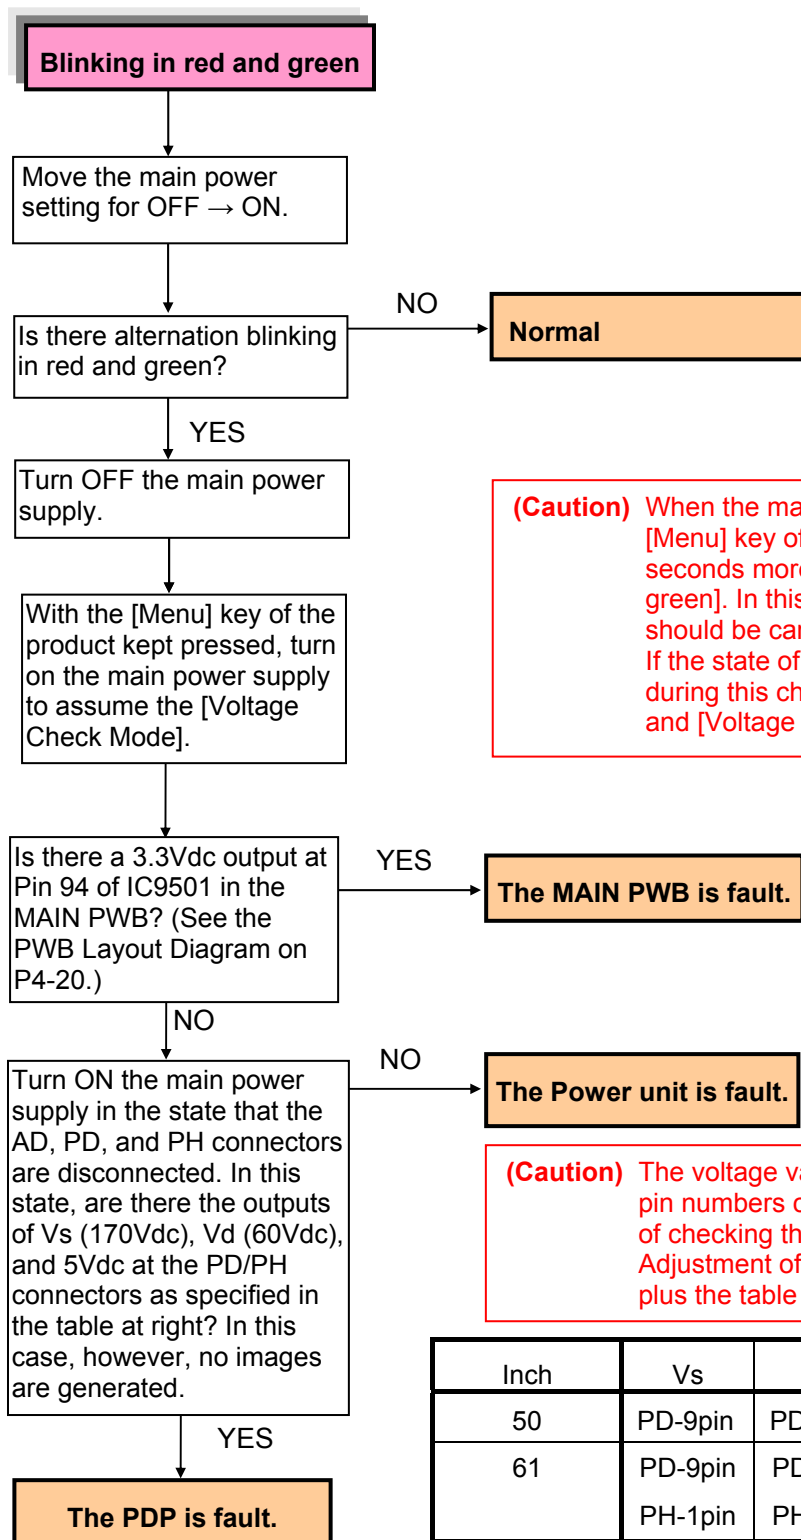 Blinking in red and green
Move the main power
setting for OFF → ON.
Is there alternation blinking
in red and green?
NO
Normal
YES
Turn OFF the main power
supply.
(Caution) When the ma
[Menu] key of
seconds more
green]. In this
should be car
If the state of
during this ch
and [Voltage
With the [Menu] key of the
product kept pressed, turn
on the main power supply
to assume the [Voltage
Check Mode].
Is there a 3.3Vdc output at
Pin 94 of IC9501 in the
MAIN PWB? (See the
PWB Layout Diagram on
P4-20.)
YES
The MAIN PWB is fault.
NO
Turn ON the main power
supply in the state that the
AD, PD, and PH connectors
are disconnected. In this
state, are there the outputs
of Vs (170Vdc), Vd (60Vdc),
and 5Vdc at the PD/PH
connectors as specified in
the table at right? In this
case, however, no images
are generated.
NO
The Power unit is fault.
(Caution) The voltage va
pin numbers o
of checking th
Adjustment of
plus the table
Inch Vs
50 PD-9pin PD
61 PD-9pin PD
PH-1pin PH
YES
The PDP is fault.